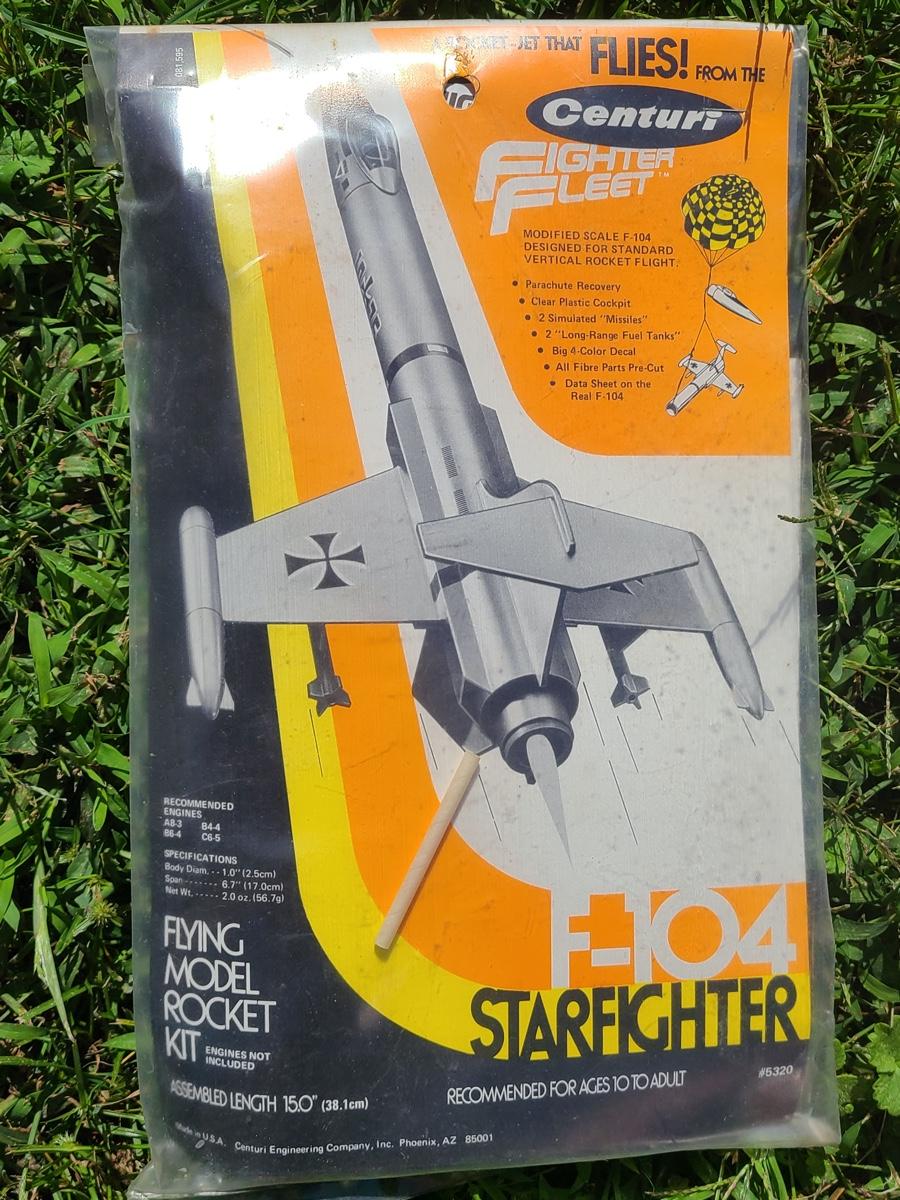 081.595
A ROCKET-JET THAT FLIES! FROM THE
Centuri
FIGHTER
FLEET™
MODIFIED SCALE F-104
DESIGNED FOR STANDARD
VERTICAL ROCKET FLIGHT.
• Parachute Recovery
• Clear Plastic Cockpit
• 2 Simulated "Missiles"
• 2 "Long-Range Fuel Tanks"
• Big 4-Color Decal
• All Fibre Parts Pre-Cut
• Data Sheet on the
Real F-104
RECOMMENDED
ENGINES
A8-3 B4-4
B6-4 C6-5
SPECIFICATIONS
Body Diam. -- 1.0" (2.5cm)
Span ------- 6.7" (17.0cm)
Net Wt. ----- 2.0 oz. (56.7g)
FLYING
MODEL
ROCKET
KIT ENGINES NOT
INCLUDED
F-104
STARFIGHTER
ASSEMBLED LENGTH 15.0" (38.1cm)
RECOMMENDED FOR AGES 10 TO ADULT
#5320
Made in U.S.A. Centuri Engineering Company, Inc. Phoenix, AZ 85001